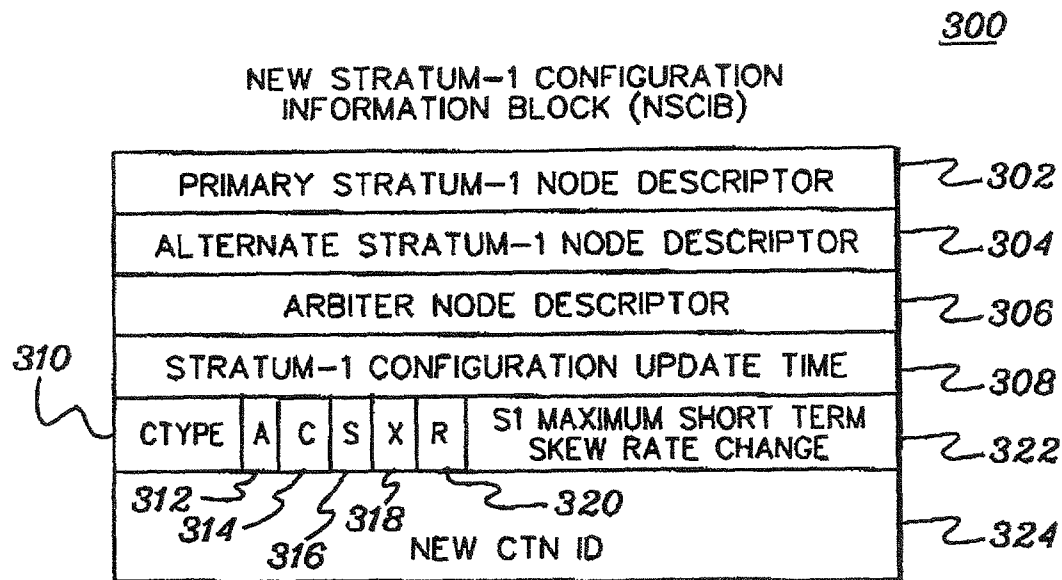 300
NEW STRATUM-1 CONFIGURATION
INFORMATION BLOCK (NSCIB)
PRIMARY STRATUM-1 NODE DESCRIPTOR
302
ALTERNATE STRATUM-1 NODE DESCRIPTOR
304
ARBITER NODE DESCRIPTOR
306
310
STRATUM-1 CONFIGURATION UPDATE TIME
308
CTYPE A C S X R
S1 MAXIMUM SHORT TERM
SKEW RATE CHANGE
322
312
314
316
318
320
NEW CTN ID
324